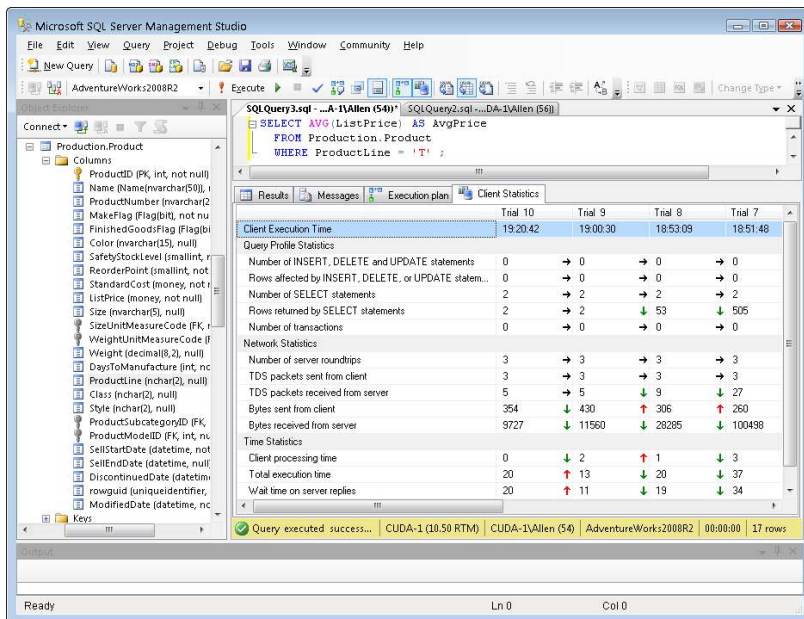 Microsoft SQL Server Management Studio
File Edit View Query Project Debug Tools Window Community Help
New Query
AdventureWorks2008R2 Execute Change Type
Object Explorer
Connect
Production.Product
Columns
ProductID (PK, int, not null)
Name (Name(nvarchar(50)),
ProductNumber (nvarchar(2
MakeFlag (Flag(bit), not nu
FinishedGoodsFlag (Flag(bi
Color (nvarchar(15), null)
SafetyStockLevel (smallint, r
ReorderPoint (smallint, not
StandardCost (money, not r
ListPrice (money, not null)
Size (nvarchar(5), null)
SizeUnitMeasureCode (FK, r
WeightUnitMeasureCode (F
Weight (decimal(8,2), null)
DaysToManufacture (int, nc
ProductLine (nchar(2), null)
Class (nchar(2), null)
Style (nchar(2), null)
ProductSubcategoryID (FK,
ProductModelID (FK, int, nu
SellStartDate (datetime, not
SellEndDate (datetime, null
DiscontinuedDate (datetim
rowguid (uniqueidentifier,
ModifiedDate (datetime, nc
Keys
SQLQuery3.sql - ...A-1\Allen (54))* SQLQuery2.sql -...DA-1\Allen (56))
SELECT AVG(ListPrice) AS AvgPrice
FROM Production.Product
WHERE ProductLine = 'T' ;
Results Messages Execution plan Client Statistics
Trial 10 Trial 9 Trial 8 Trial 7
Client Execution Time 19:20:42 19:00:30 18:53:09 18:51:48
Query Profile Statistics
Number of INSERT, DELETE and UPDATE statements 0 → 0 → 0 → 0
Rows affected by INSERT, DELETE, or UPDATE statem... 0 → 0 → 0 → 0
Number of SELECT statements 2 → 2 → 2 → 2
Rows returned by SELECT statements 2 → 2 ↓ 53 ↓ 505
Number of transactions 0 → 0 → 0 → 0
Network Statistics
Number of server roundtrips 3 → 3 → 3 → 3
TDS packets sent from client 3 → 3 → 3 → 3
TDS packets received from server 5 → 5 ↓ 9 ↓ 27
Bytes sent from client 354 ↓ 430 ↑ 306 ↑ 260
Bytes received from server 9727 ↓ 11560 ↓ 28285 ↓ 100498
Time Statistics
Client processing time 0 ↓ 2 ↑ 1 ↓ 3
Total execution time 20 ↑ 13 ↓ 20 ↓ 37
Wait time on server replies 20 ↑ 11 ↓ 19 ↓ 34
Query executed success... CUDA-1 (10.50 RTM) CUDA-1\Allen (54) AdventureWorks2008R2 00:00:00 17 rows
Output
Ready Ln 0 Col 0